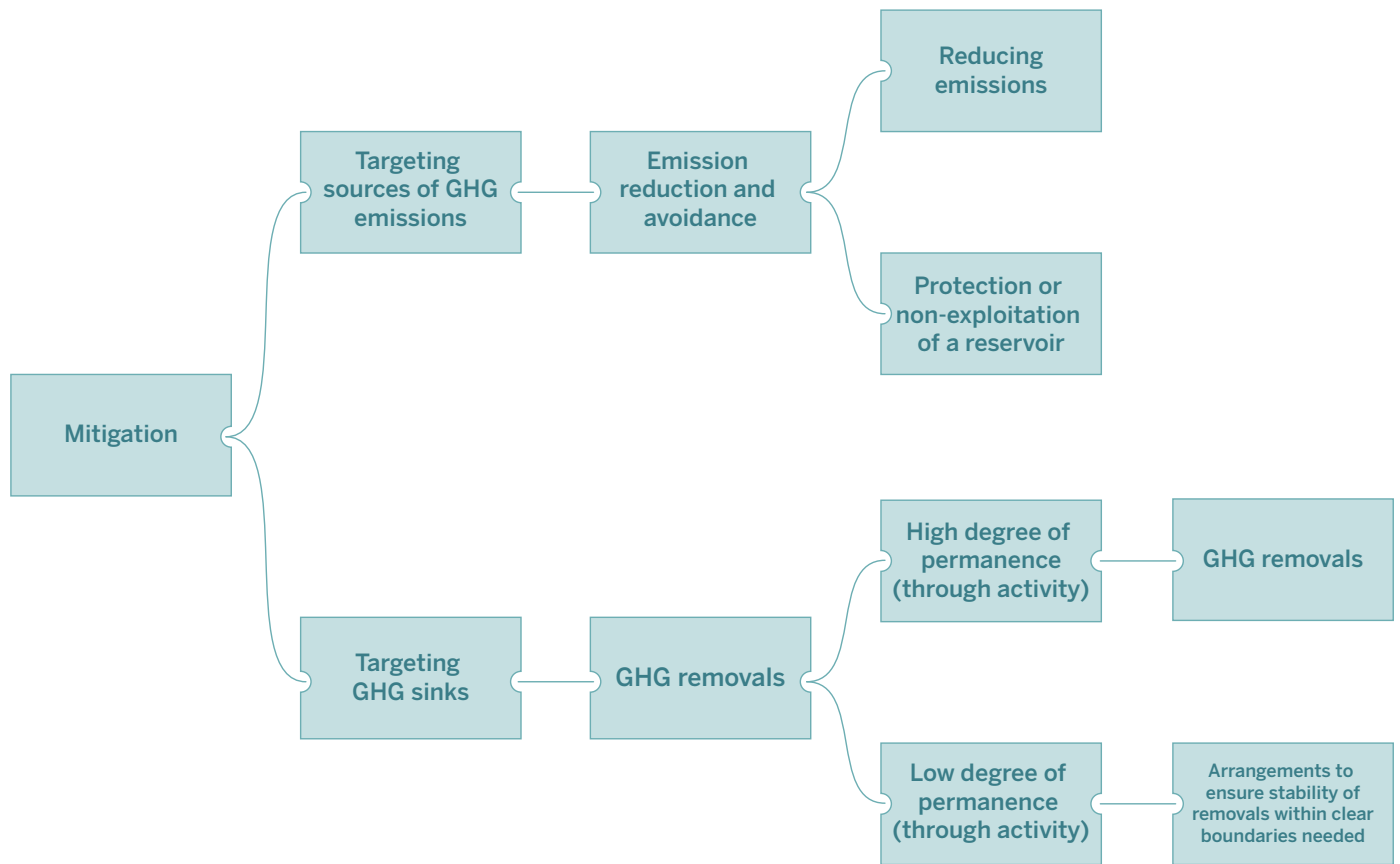 Reducing
emissions
Targeting
sources of GHG
emissions
Emission
reduction and
avoidance
Protection or
non-exploitation
of a reservoir
Mitigation
High degree of
permanence
(through activity)
GHG removals
Targeting
GHG sinks
GHG removals
Low degree of
permanence
(through activity)
Arrangements to
ensure stability of
removals within clear
boundaries needed